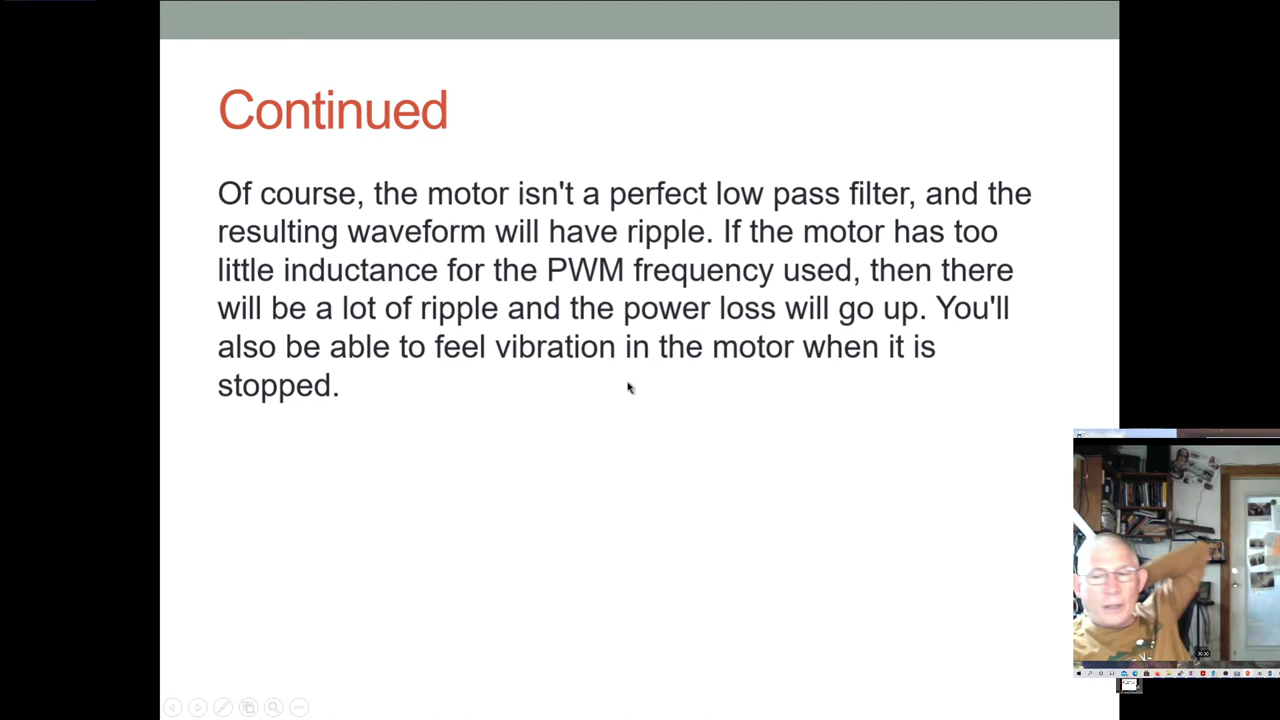 Continued
Of course, the motor isn't a perfect low pass filter, and the
resulting waveform will have ripple. If the motor has too
little inductance for the PWM frequency used, then there
will be a lot of ripple and the power loss will go up. You'll
also be able to feel vibration in the motor when it is
stopped.
30:30